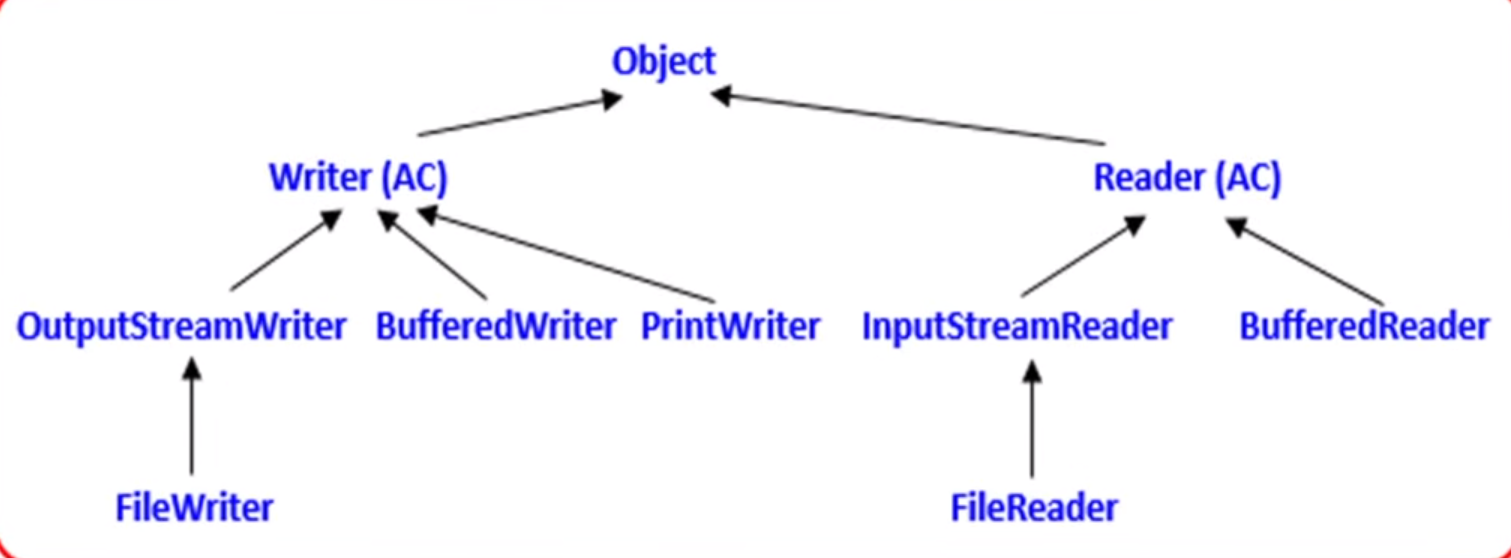 Object
Writer (AC)
Reader (AC)
OutputStreamWriter
BufferedWriter
PrintWriter
InputStreamReader
BufferedReader
FileWriter
FileReader